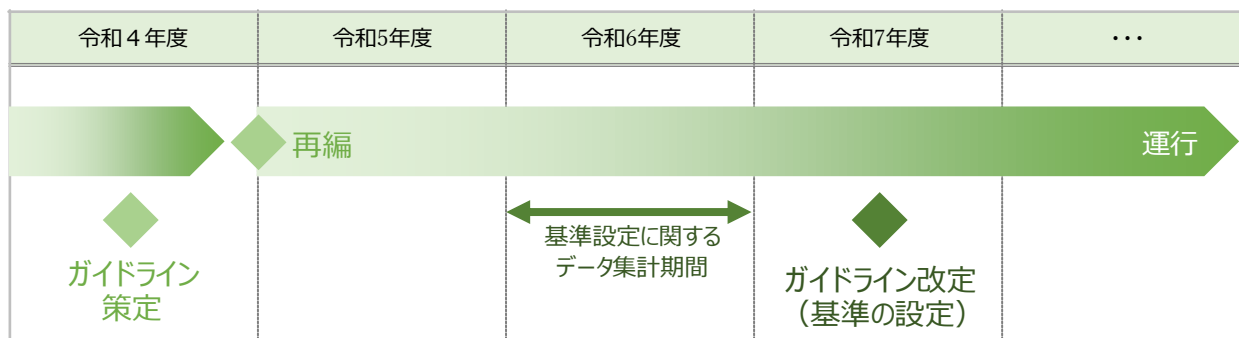 令和４年度
令和5年度
令和6年度
令和7年度
・・・
再編
運行
ガイドライン
策定
基準設定に関する
データ集計期間
ガイドライン改定
（基準の設定）